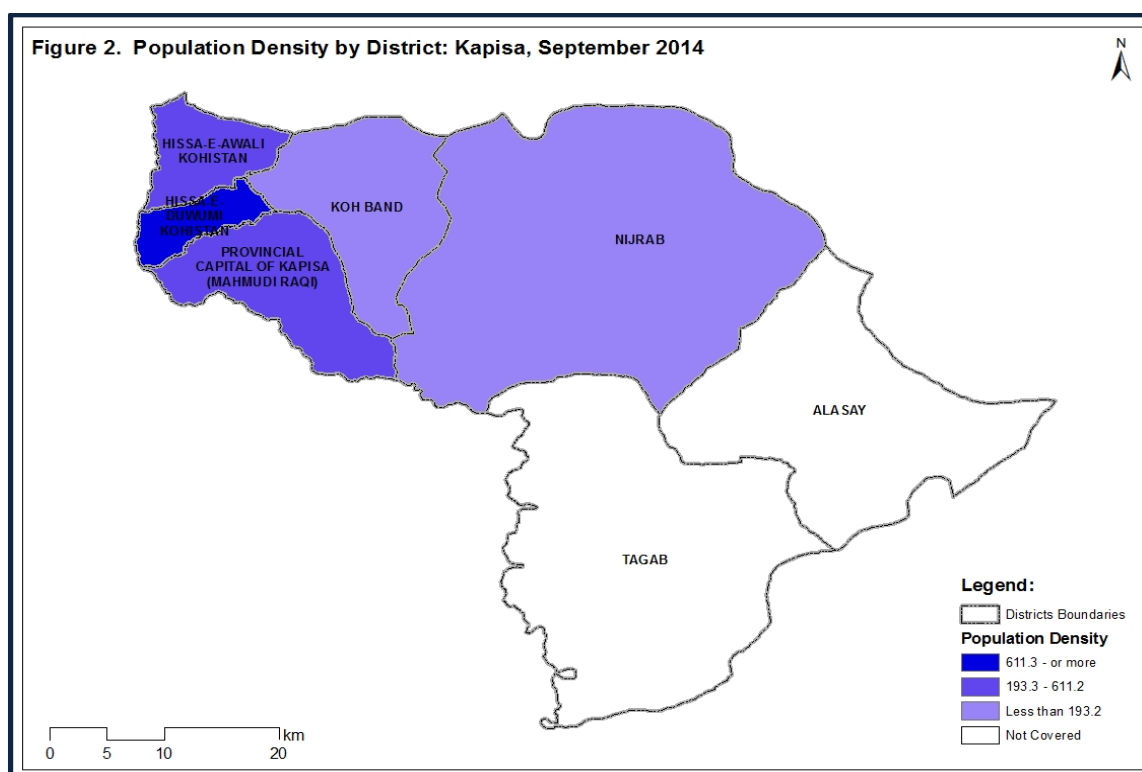 Figure 2. Population Density by District: Kapisa, September 2014
N
HISSA-E-AWALI
KOHISTAN
HISSA-E-
DUWUMI
KOHISTAN
KOH BAND
NIJRAB
PROVINCIAL
CAPITAL OF KAPISA
(MAHMUDI RAQI)
ALASAY
TAGAB
Legend:
Districts Boundaries
Population Density
611.3 - or more
193.3 - 611.2
Less than 193.2
Not Covered
km
0 5 10 20